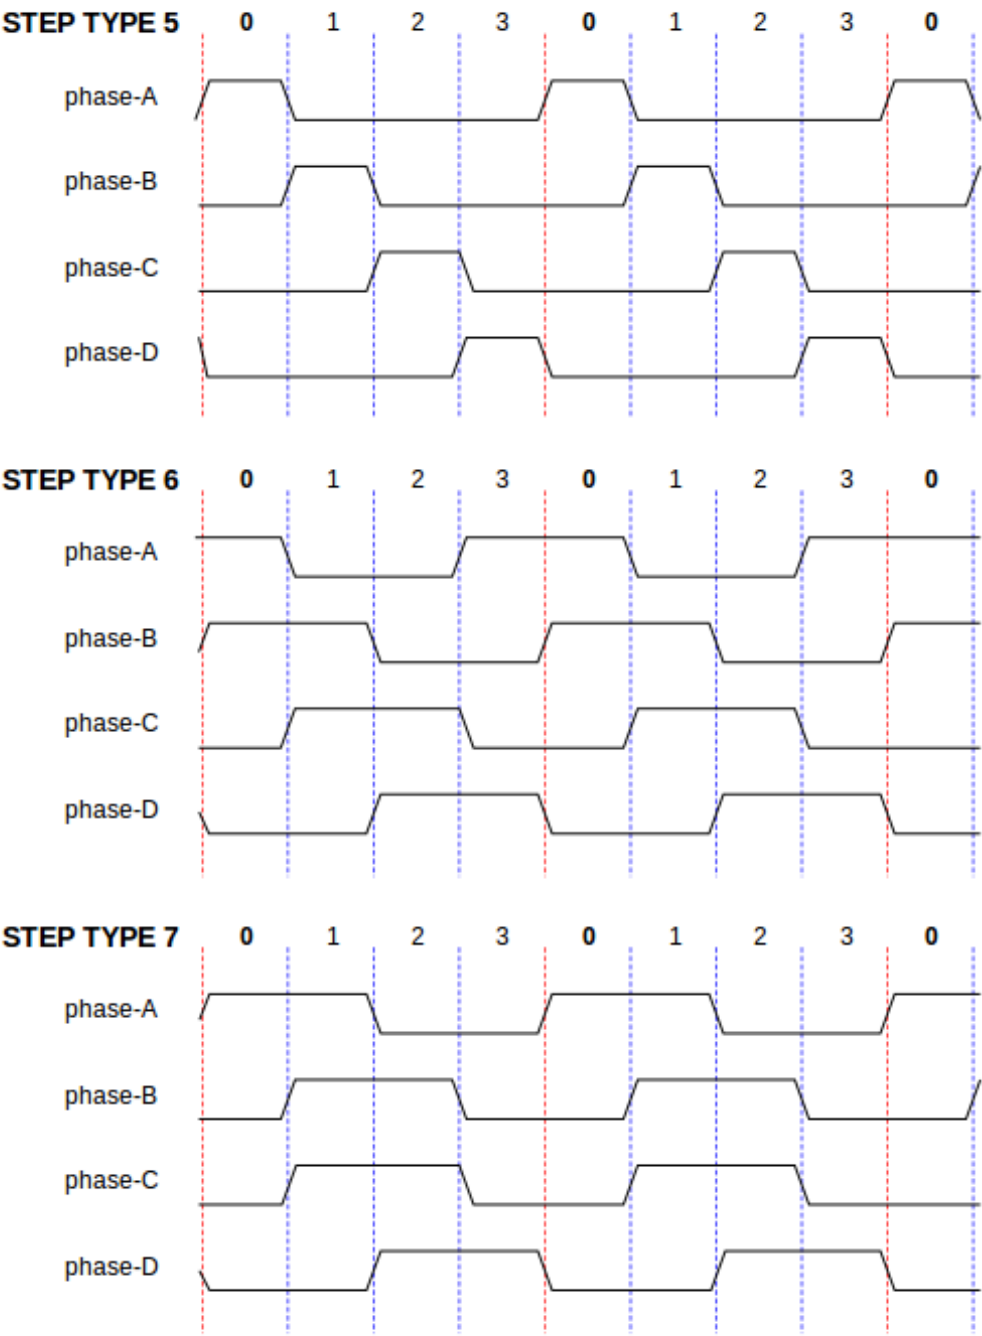 STEP TYPE 5 0 1 2 3 0 1 2 3 0
phase-A
phase-B
phase-C
phase-D
STEP TYPE 6 0 1 2 3 0 1 2 3 0
phase-A
phase-B
phase-C
phase-D
STEP TYPE 7 0 1 2 3 0 1 2 3 0
phase-A
phase-B
phase-C
phase-D